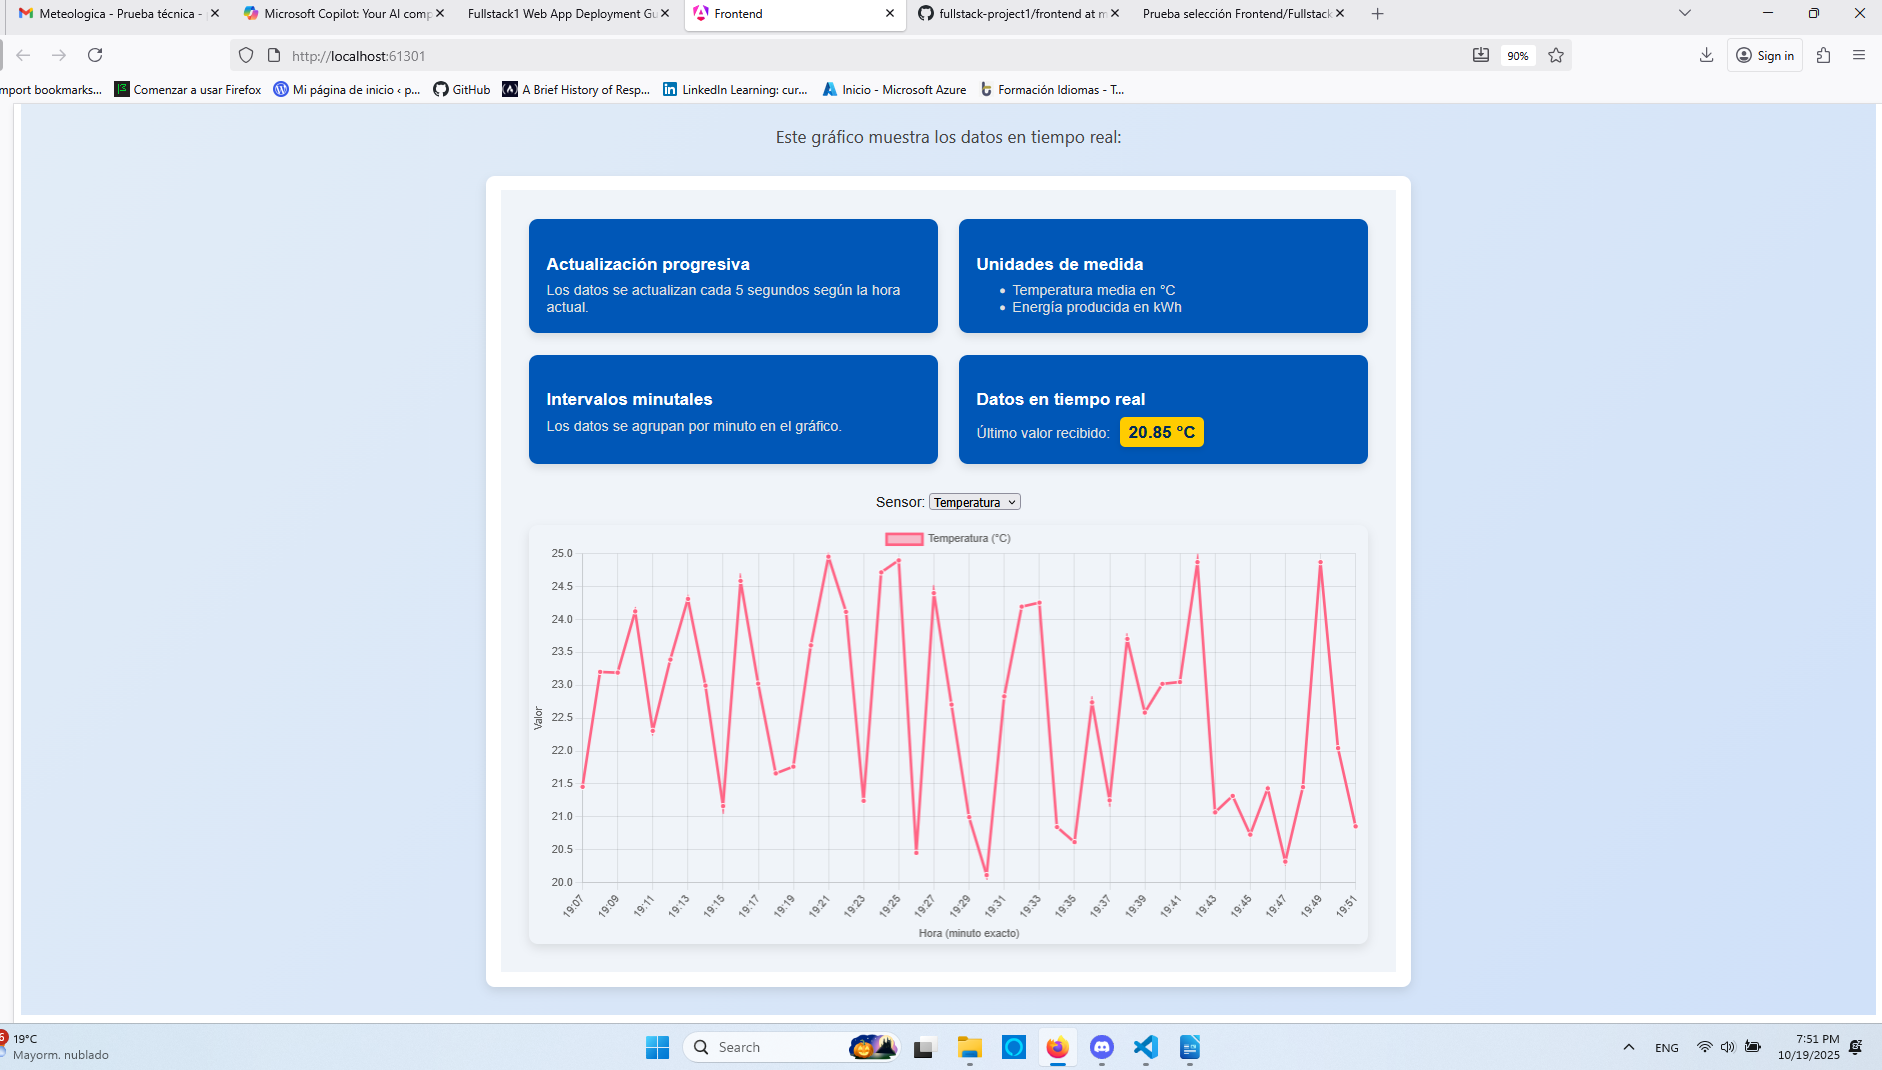 Meteologica - Prueba técnica -
Microsoft Copilot: Your AI comp
Fullstack1 Web App Deployment Gu
Frontend
fullstack-project1/frontend at m
Prueba selección Frontend/Fullstack
http://localhost:61301
90%
Sign in
mport bookmarks...
Comenzar a usar Firefox
Mi página de inicio ‹ p...
GitHub
A Brief History of Resp...
LinkedIn Learning: cur...
Inicio - Microsoft Azure
Formación Idiomas - T...
Este gráfico muestra los datos en tiempo real:
Actualización progresiva
Los datos se actualizan cada 5 segundos según la hora
actual.
Unidades de medida
• Temperatura media en °C
• Energía producida en kWh
Intervalos minutales
Los datos se agrupan por minuto en el gráfico.
Datos en tiempo real
Último valor recibido: 20.85 °C
Sensor: Temperatura
Temperatura (°C)
25.0
24.5
24.0
23.5
23.0
22.5
22.0
21.5
21.0
20.5
20.0
Valor
19:07 19:09 19:11 19:13 19:15 19:17 19:19 19:21 19:23 19:25 19:27 19:29 19:31 19:33 19:35 19:37 19:39 19:41 19:43 19:45 19:47 19:49 19:51
Hora (minuto exacto)
19°C
Mayorm. nublado
Search
ENG
7:51 PM
10/19/2025